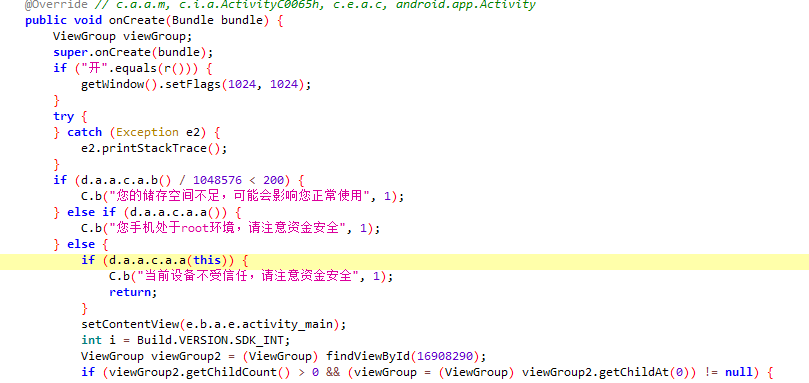 @Override // c.a.a.m, c.i.a.ActivityC0065h, c.e.a.c, android.app.Activity
public void onCreate(Bundle bundle) {
ViewGroup viewGroup;
super.onCreate(bundle);
if ("开".equals(r())) {
getWindow().setFlags(1024, 1024);
}
try {
} catch (Exception e2) {
e2.printStackTrace();
}
if (d.a.a.c.a.b() / 1048576 < 200) {
C.b("您的储存空间不足，可能会影响您正常使用", 1);
} else if (d.a.a.c.a.a()) {
C.b("您手机处于root环境，请注意资金安全", 1);
} else {
if (d.a.a.c.a.a(this)) {
C.b("当前设备不受信任，请注意资金安全", 1);
return;
}
setContentView(e.b.a.e.activity_main);
int i = Build.VERSION.SDK_INT;
ViewGroup viewGroup2 = (ViewGroup) findViewById(16908290);
if (viewGroup2.getChildCount() > 0 && (viewGroup = (ViewGroup) viewGroup2.getChildAt(0)) != null) {